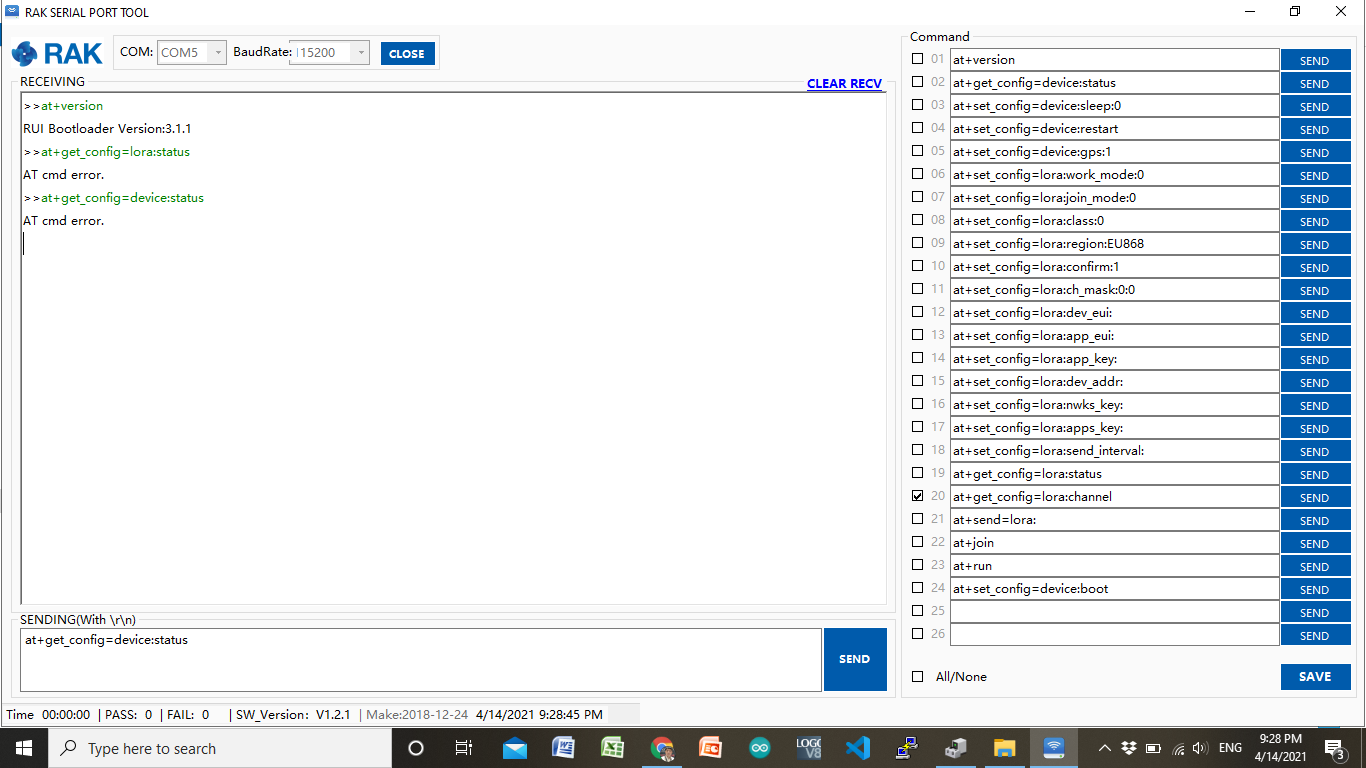 RAK SERIAL PORT TOOL
RAK COM: COM5 BaudRate: 115200 CLOSE
RECEIVING
CLEAR RECV
>>at+version
RUI Bootloader Version:3.1.1
>>at+get_config=lora:status
AT cmd error.
>>at+get_config=device:status
AT cmd error.
SENDING(With \r\n)
at+get_config=device:status
SEND
Command
01 at+version SEND
02 at+get_config=device:status SEND
03 at+set_config=device:sleep:0 SEND
04 at+set_config=device:restart SEND
05 at+set_config=device:gps:1 SEND
06 at+set_config=lora:work_mode:0 SEND
07 at+set_config=lora:join_mode:0 SEND
08 at+set_config=lora:class:0 SEND
09 at+set_config=lora:region:EU868 SEND
10 at+set_config=lora:confirm:1 SEND
11 at+set_config=lora:ch_mask:0:0 SEND
12 at+set_config=lora:dev_eui: SEND
13 at+set_config=lora:app_eui: SEND
14 at+set_config=lora:app_key: SEND
15 at+set_config=lora:dev_addr: SEND
16 at+set_config=lora:nwks_key: SEND
17 at+set_config=lora:apps_key: SEND
18 at+set_config=lora:send_interval: SEND
19 at+get_config=lora:status SEND
20 at+get_config=lora:channel SEND
21 at+send=lora: SEND
22 at+join SEND
23 at+run SEND
24 at+set_config=device:boot SEND
25 SEND
26 SEND
All/None SAVE
Time 00:00:00 | PASS: 0 | FAIL: 0 | SW_Version: V1.2.1 | Make:2018-12-24 4/14/2021 9:28:45 PM
Type here to search
LOGO V8
ENG
9:28 PM
4/14/2021
3